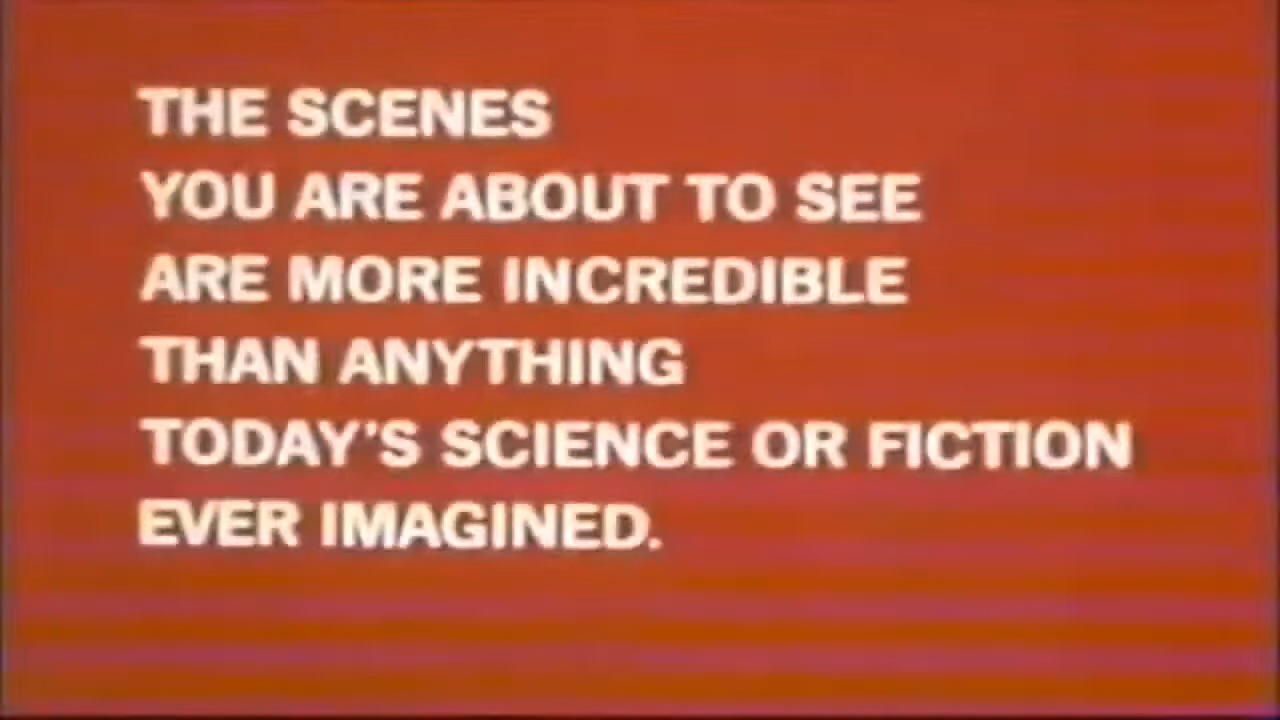 THE SCENES
YOU ARE ABOUT TO SEE
ARE MORE INCREDIBLE
THAN ANYTHING
TODAY'S SCIENCE OR FICTION
EVER IMAGINED.